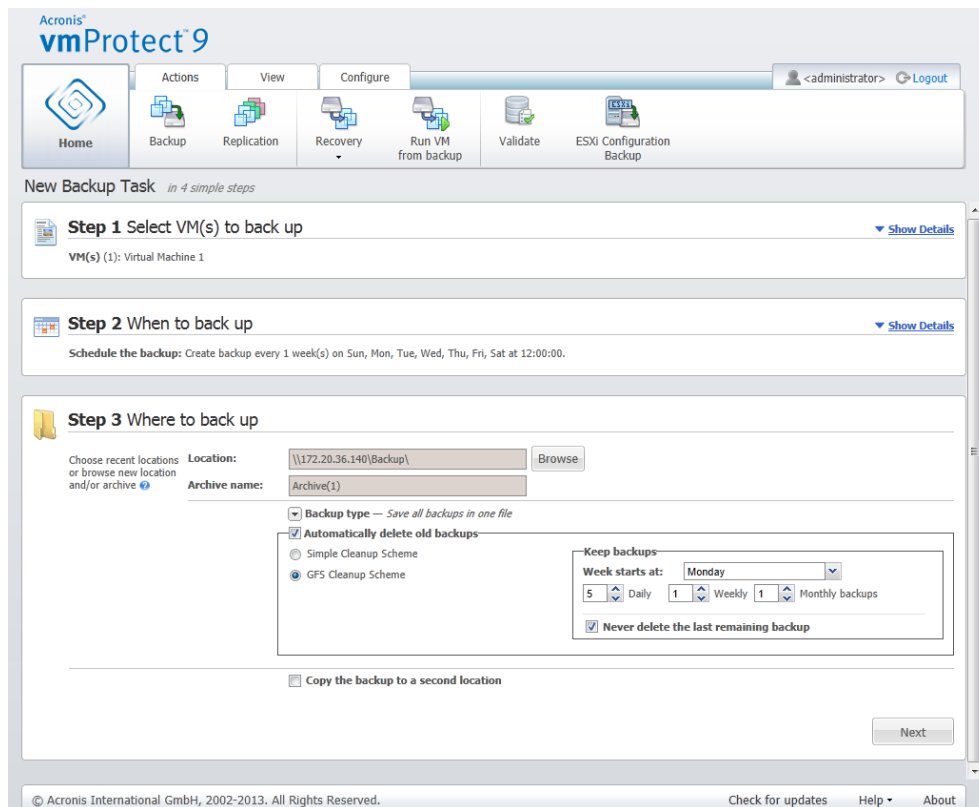 Acronis®
vmProtect™9
Actions View Configure
<administrator> Logout
Home
Backup
Replication
Recovery
Run VM
from backup
Validate
ESXi
ESXi Configuration
Backup
New Backup Task in 4 simple steps
Step 1 Select VM(s) to back up
Show Details
VM(s) (1): Virtual Machine 1
Step 2 When to back up
Show Details
Schedule the backup: Create backup every 1 week(s) on Sun, Mon, Tue, Wed, Thu, Fri, Sat at 12:00:00.
Step 3 Where to back up
Choose recent locations
or browse new location
and/or archive ?
Location: \\172.20.36.140\Backup\ Browse
Archive name: Archive(1)
Backup type — Save all backups in one file
Automatically delete old backups
Simple Cleanup Scheme
GFS Cleanup Scheme
Keep backups
Week starts at: Monday
5 Daily 1 Weekly 1 Monthly backups
Never delete the last remaining backup
Copy the backup to a second location
Next
© Acronis International GmbH, 2002-2013. All Rights Reserved.
Check for updates Help About